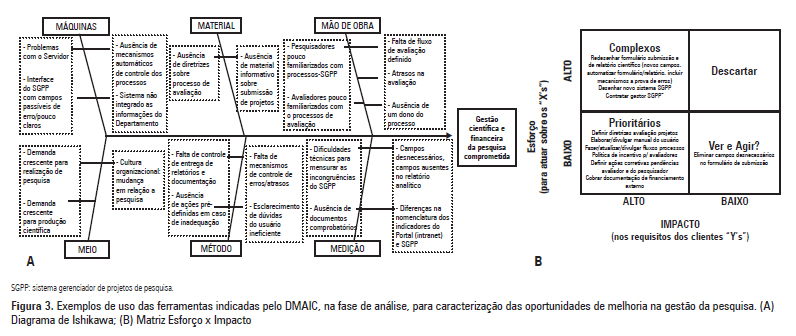 MÁQUINAS
MATERIAL
MÃO DE OBRA
- Problemas
com o Servidor
- Interface
do SGPP
com campos
passíveis de
erro/pouco
claros
- Ausência de
mecanismos
automáticos
de controle dos
processos
- Sistema não
integrado as
informações do
Departamento
- Ausência
de diretrizes
sobre
processo de
avaliação
- Ausência
de material
informativo
sobre
submissão
de projetos
- Pesquisadores
pouco
familiarizados com
processos-SGPP
- Avaliadores pouco
familiarizados com
o processos de
avaliação
- Falta de fluxo
de avaliação
definido
- Atrasos na
avaliação
- Ausência de
um dono do
processo
Gestão
científica e
financeira
da pesquisa
comprometida
- Demanda
crescente para
realização de
pesquisa
- Demanda
crescente
para produção
científica
- Cultura
organizacional:
mudança
em relação a
pesquisa
- Falta de controle
de entrega de
relatórios e
documentação
- Ausência
de ações pré-
definidas em caso
de inadequação
- Falta de
mecanismos
de controle de
erros/atrasos
- Esclarecimento
de dúvidas
do usuário
ineficiente
- Dificuldades
técnicas para
mensurar as
incongruências
do SGPP
- Ausência de
documentos
comprobatórios
- Campos
desnecessários,
campos ausentes
no relatório
analítico
- Diferenças na
nomenclatura dos
indicadores do
Portal (intranet) e
SGPP
MEIO
MÉTODO
MEDIÇÃO
A
Esforço
(para atuar sobre os "X's")
ALTO
BAIXO
Complexos
Redesenhar formulário submissão e
de relatório científico (novos campos,
automatizar formulário/relatório, incluir
mecanismos a prova de erros)
Desenhar novo sistema SGPP
Contratar gestor SGPP"
Descartar
Prioritários
Definir diretrizes avaliação projetos
Elaborar/divulgar manual do usuário
Fazer/atualizar/divulgar fluxos processos
Política de incentivo p/ avaliadores
Definir ações corretivas pendências
avaliador e do pesquisador
Cobrar documentação de financiamento
externo
Ver e Agir?
Eliminar campos desnecessários
no formulário de submissão
ALTO
BAIXO
IMPACTO
(nos requisitos dos clientes "Y's")
B
SGPP: sistema gerenciador de projetos de pesquisa.
Figura 3. Exemplos de uso das ferramentas indicadas pelo DMAIC, na fase de análise, para caracterização das oportunidades de melhoria na gestão da pesquisa. (A)
Diagrama de Ishikawa; (B) Matriz Esforço x Impacto